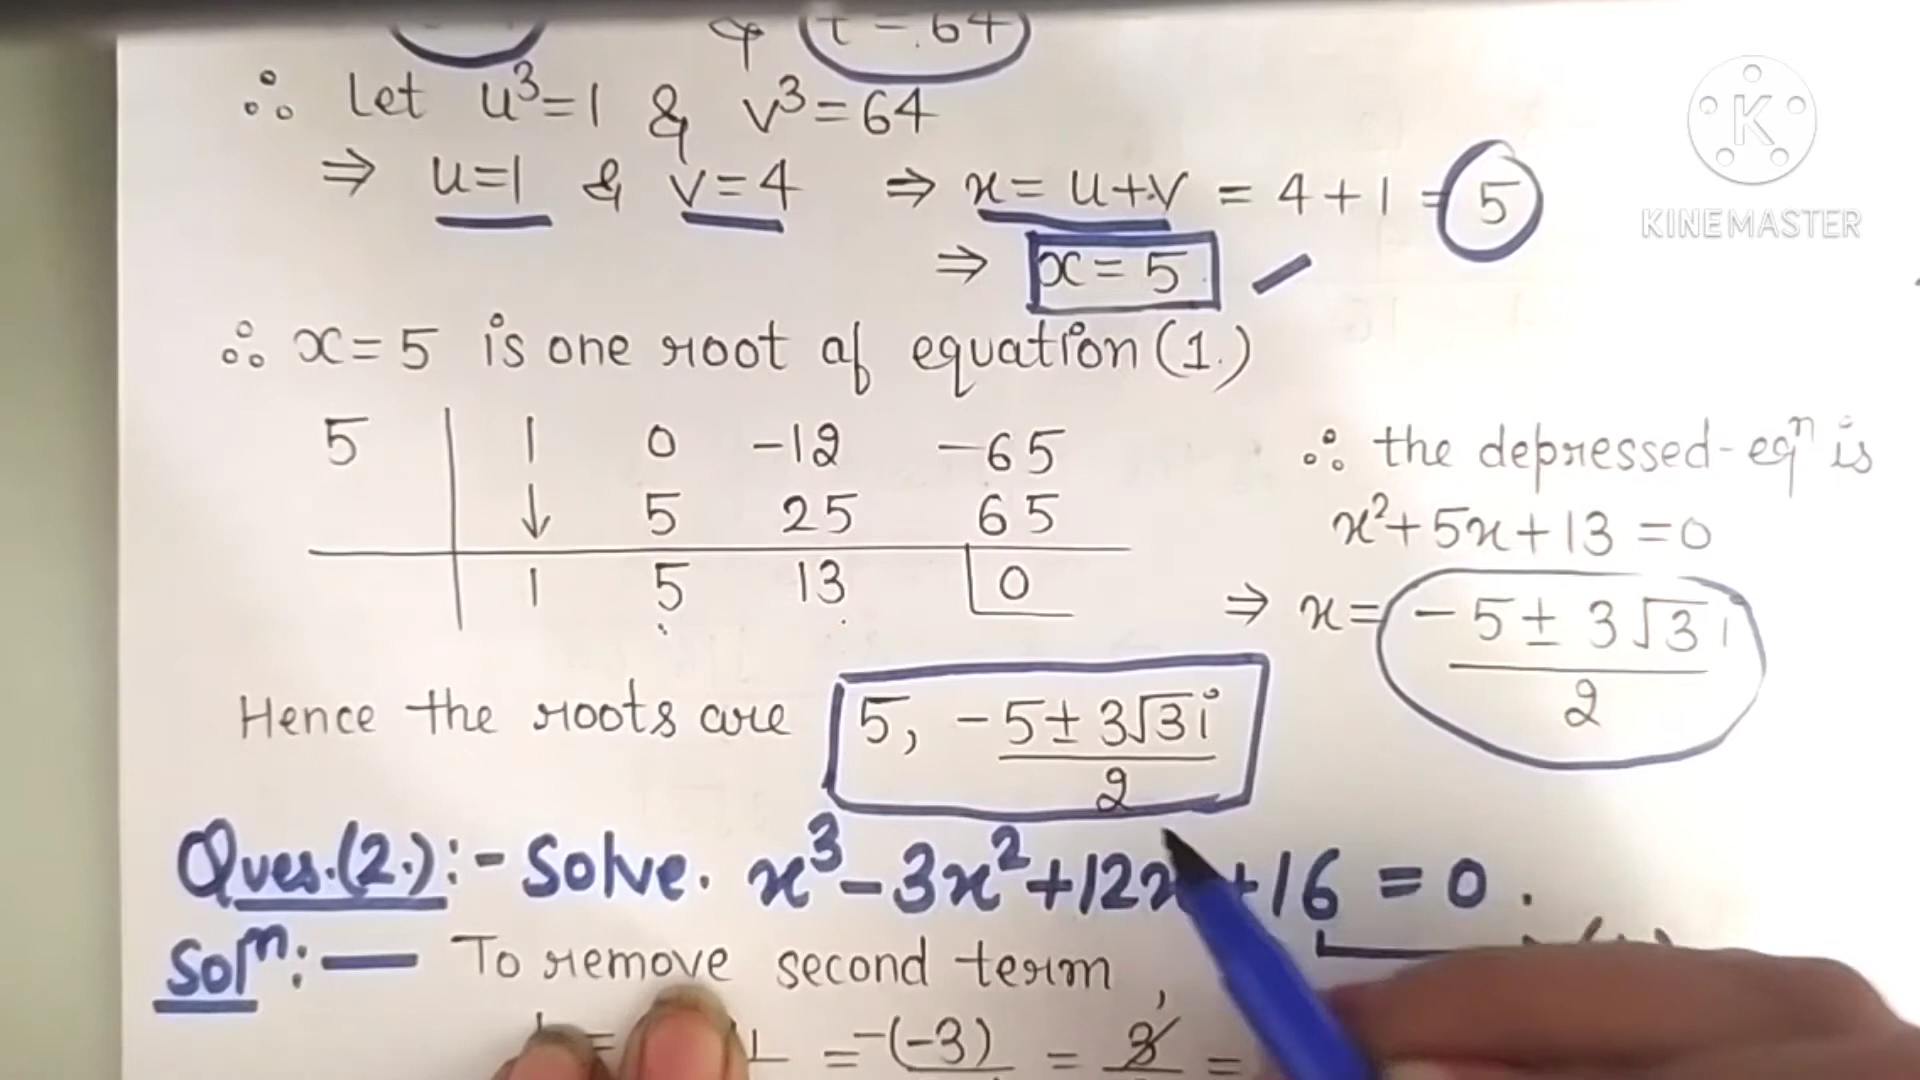 & t = 64
∴ Let u³=1 & v³=64
⇒ u=1 & v=4 ⇒ x = u+v = 4+1 = 5
⇒ x = 5
∴ x=5 is one root of equation (1.)
5 | 1 0 -12 -65
↓ 5 25 65
1 5 13 0
∴ the depressed-eqⁿ is
x²+5x+13 = 0
⇒ x = (-5 ± 3√3 i)/2
Hence the roots are 5, (-5 ± 3√3 i)/2
Ques.(2.):- Solve. x³-3x²+12x+16 = 0.
Solⁿ:— To remove second term,
= = -(-3) = 3 =
K
KINEMASTER